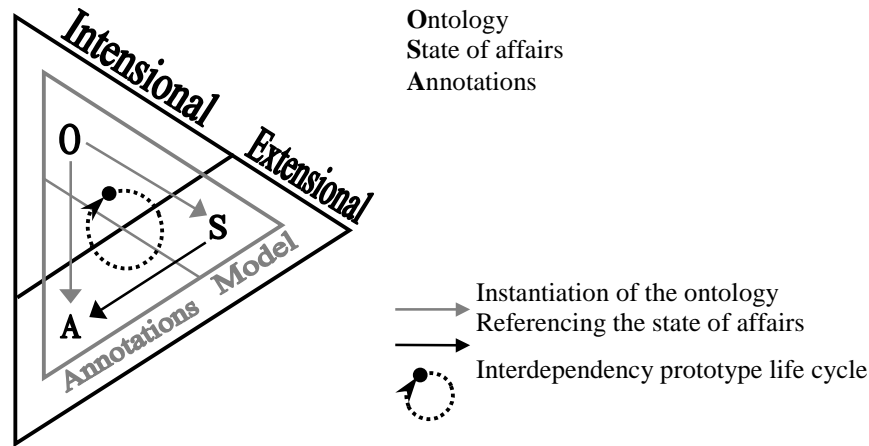 Ontology
State of affairs
Annotations
Intensional
Extensional
O
S
A
Annotations Model
Instantiation of the ontology
Referencing the state of affairs
Interdependency prototype life cycle